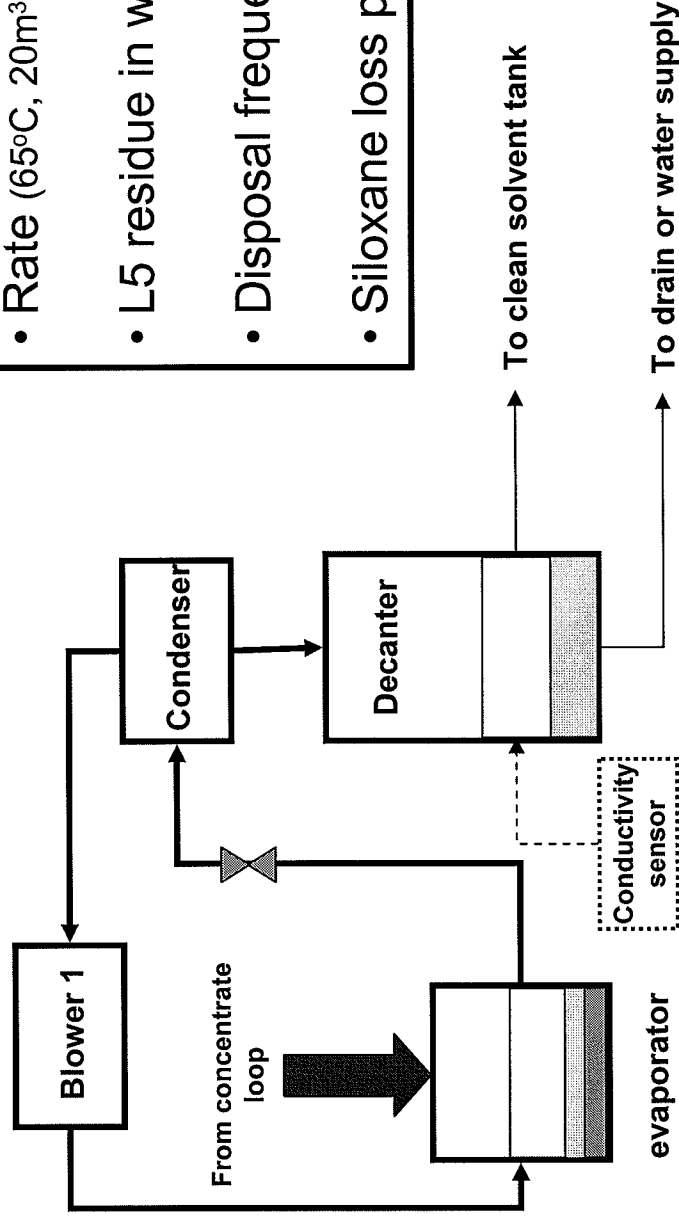 • Rate (65ºC, 20m³
• L5 residue in w
• Disposal freque
• Siloxane loss p
Blower 1
Condenser
From concentrate
loop
Decanter
To clean solvent tank
evaporator
Conductivity
sensor
To drain or water supply